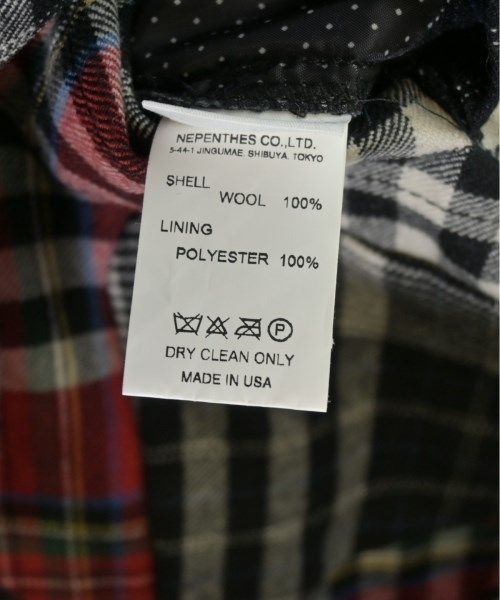 NEPENTHES CO.,LTD.
5-44-1 JINGUMAE, SHIBUYA, TOKYO
SHELL
WOOL 100%
LINING
POLYESTER 100%
P
DRY CLEAN ONLY
MADE IN USA